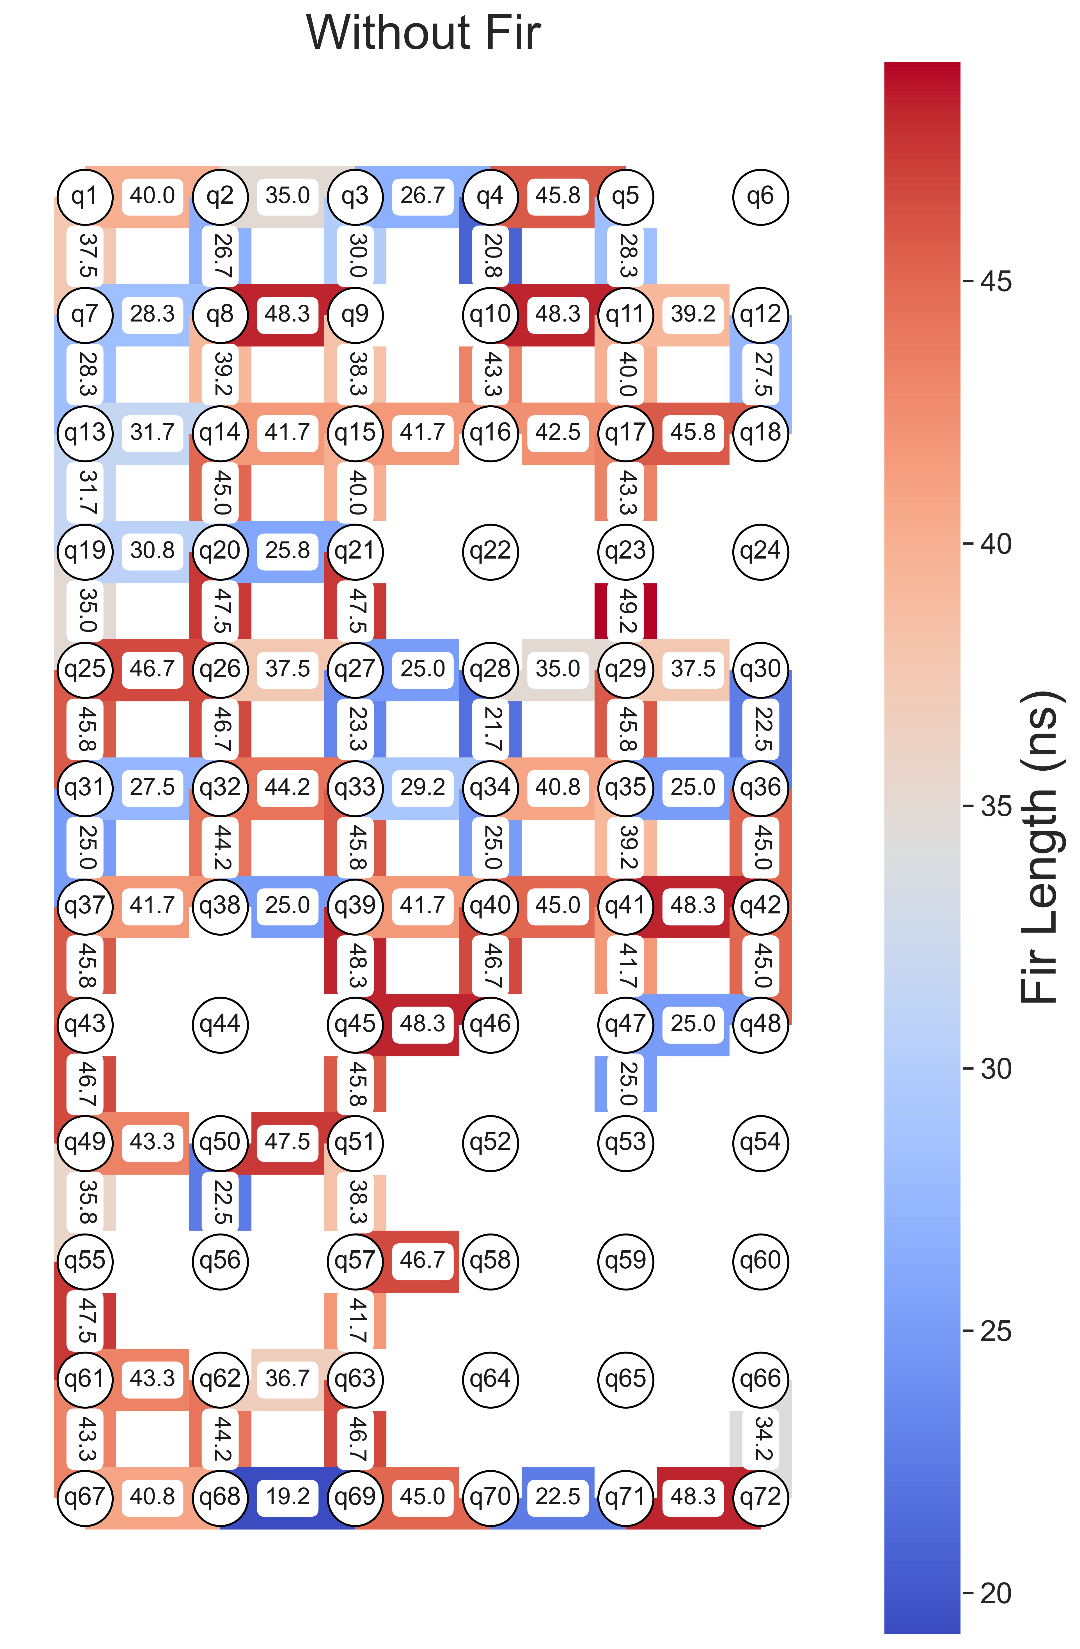 Without Fir
q1 40.0 q2 35.0 q3 26.7 q4 45.8 q5 q6
37.5 26.7 30.0 20.8 28.3
q7 28.3 q8 48.3 q9 q10 48.3 q11 39.2 q12
28.3 39.2 38.3 43.3 40.0 27.5
q13 31.7 q14 41.7 q15 41.7 q16 42.5 q17 45.8 q18
31.7 45.0 40.0 43.3
q19 30.8 q20 25.8 q21 q22 q23 q24
35.0 47.5 47.5 49.2
q25 46.7 q26 37.5 q27 25.0 q28 35.0 q29 37.5 q30
45.8 46.7 23.3 21.7 45.8 22.5
q31 27.5 q32 44.2 q33 29.2 q34 40.8 q35 25.0 q36
25.0 44.2 45.8 25.0 39.2 45.0
q37 41.7 q38 25.0 q39 41.7 q40 45.0 q41 48.3 q42
45.8 48.3 46.7 41.7 45.0
q43 q44 q45 48.3 q46 q47 25.0 q48
46.7 45.8 25.0
q49 43.3 q50 47.5 q51 q52 q53 q54
35.8 22.5 38.3
q55 q56 q57 46.7 q58 q59 q60
47.5 41.7
q61 43.3 q62 36.7 q63 q64 q65 q66
43.3 44.2 46.7 34.2
q67 40.8 q68 19.2 q69 45.0 q70 22.5 q71 48.3 q72
45
40
35
30
25
20
Fir Length (ns)